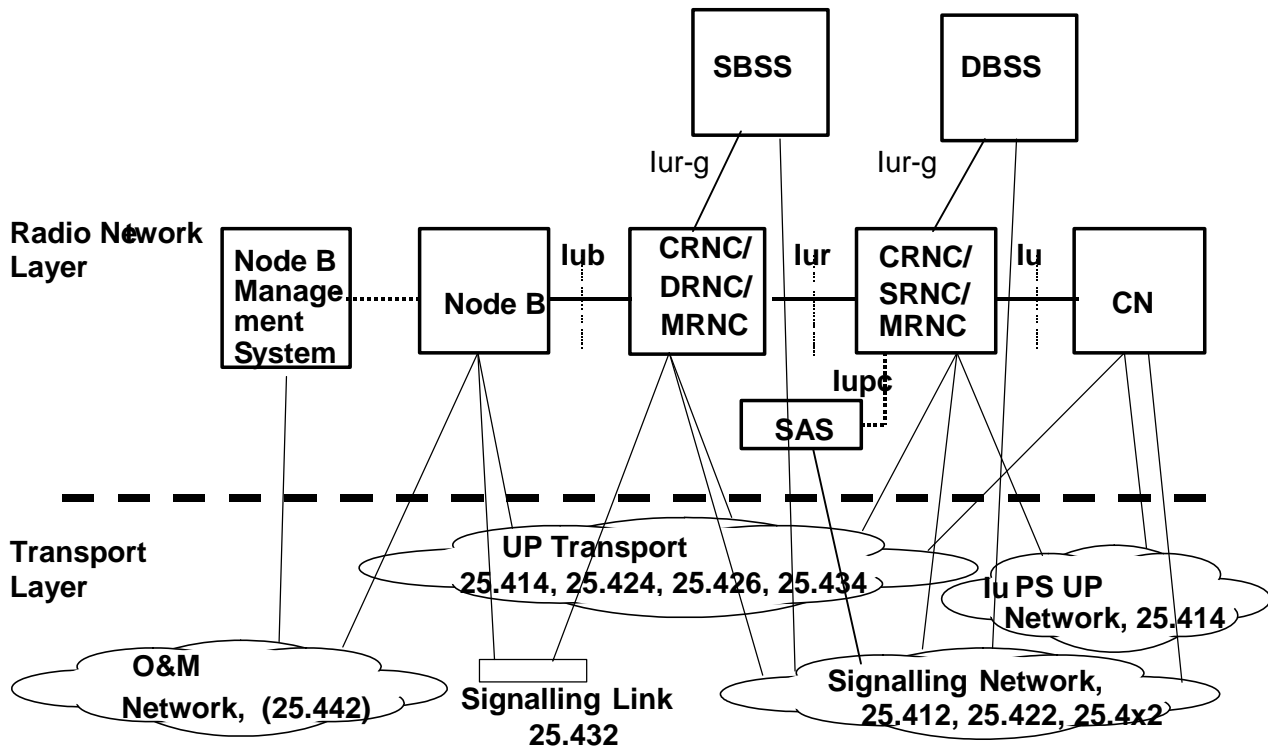 SBSS
DBSS
Iur-g
Iur-g
Radio Network
Layer
Node B
Manage
ment
System
Node B
Iub
CRNC/
DRNC/
MRNC
Iur
CRNC/
SRNC/
MRNC
Iu
CN
Iupc
SAS
Transport
Layer
UP Transport
25.414, 25.424, 25.426, 25.434
Iu PS UP
Network, 25.414
O&M
Network, (25.442)
Signalling Link
25.432
Signalling Network,
25.412, 25.422, 25.4x2